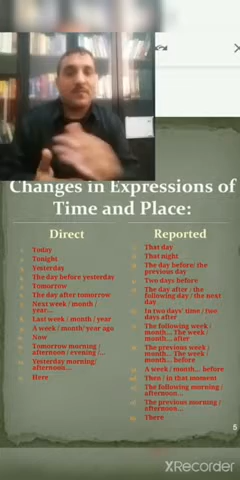 Changes in Expressions of
Time and Place:
Direct
Today
Tonight
Yesterday
The day before yesterday
Tomorrow
The day after tomorrow
Next week / month /
year...
Last week / month / year
A week / month/ year ago
Now
Tomorrow morning /
afternoon / evening /...
Yesterday morning/
afternoon...
Here
Reported
That day
That night
The day before/ the
previous day
Two days before
The day after / the
following day / the next
day
In two days' time / two
days after
The following week /
month... The week /
month... after
The previous week /
month... The week /
month... before
A week / month... before
Then / in that moment
The following morning /
afternoon...
The previous morning /
afternoon...
There
5
XRecorder